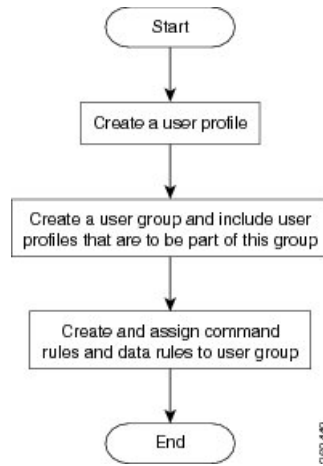 Start
Create a user profile
Create a user group and include user
profiles that are to be part of this group
Create and assign command
rules and data rules to user group
End